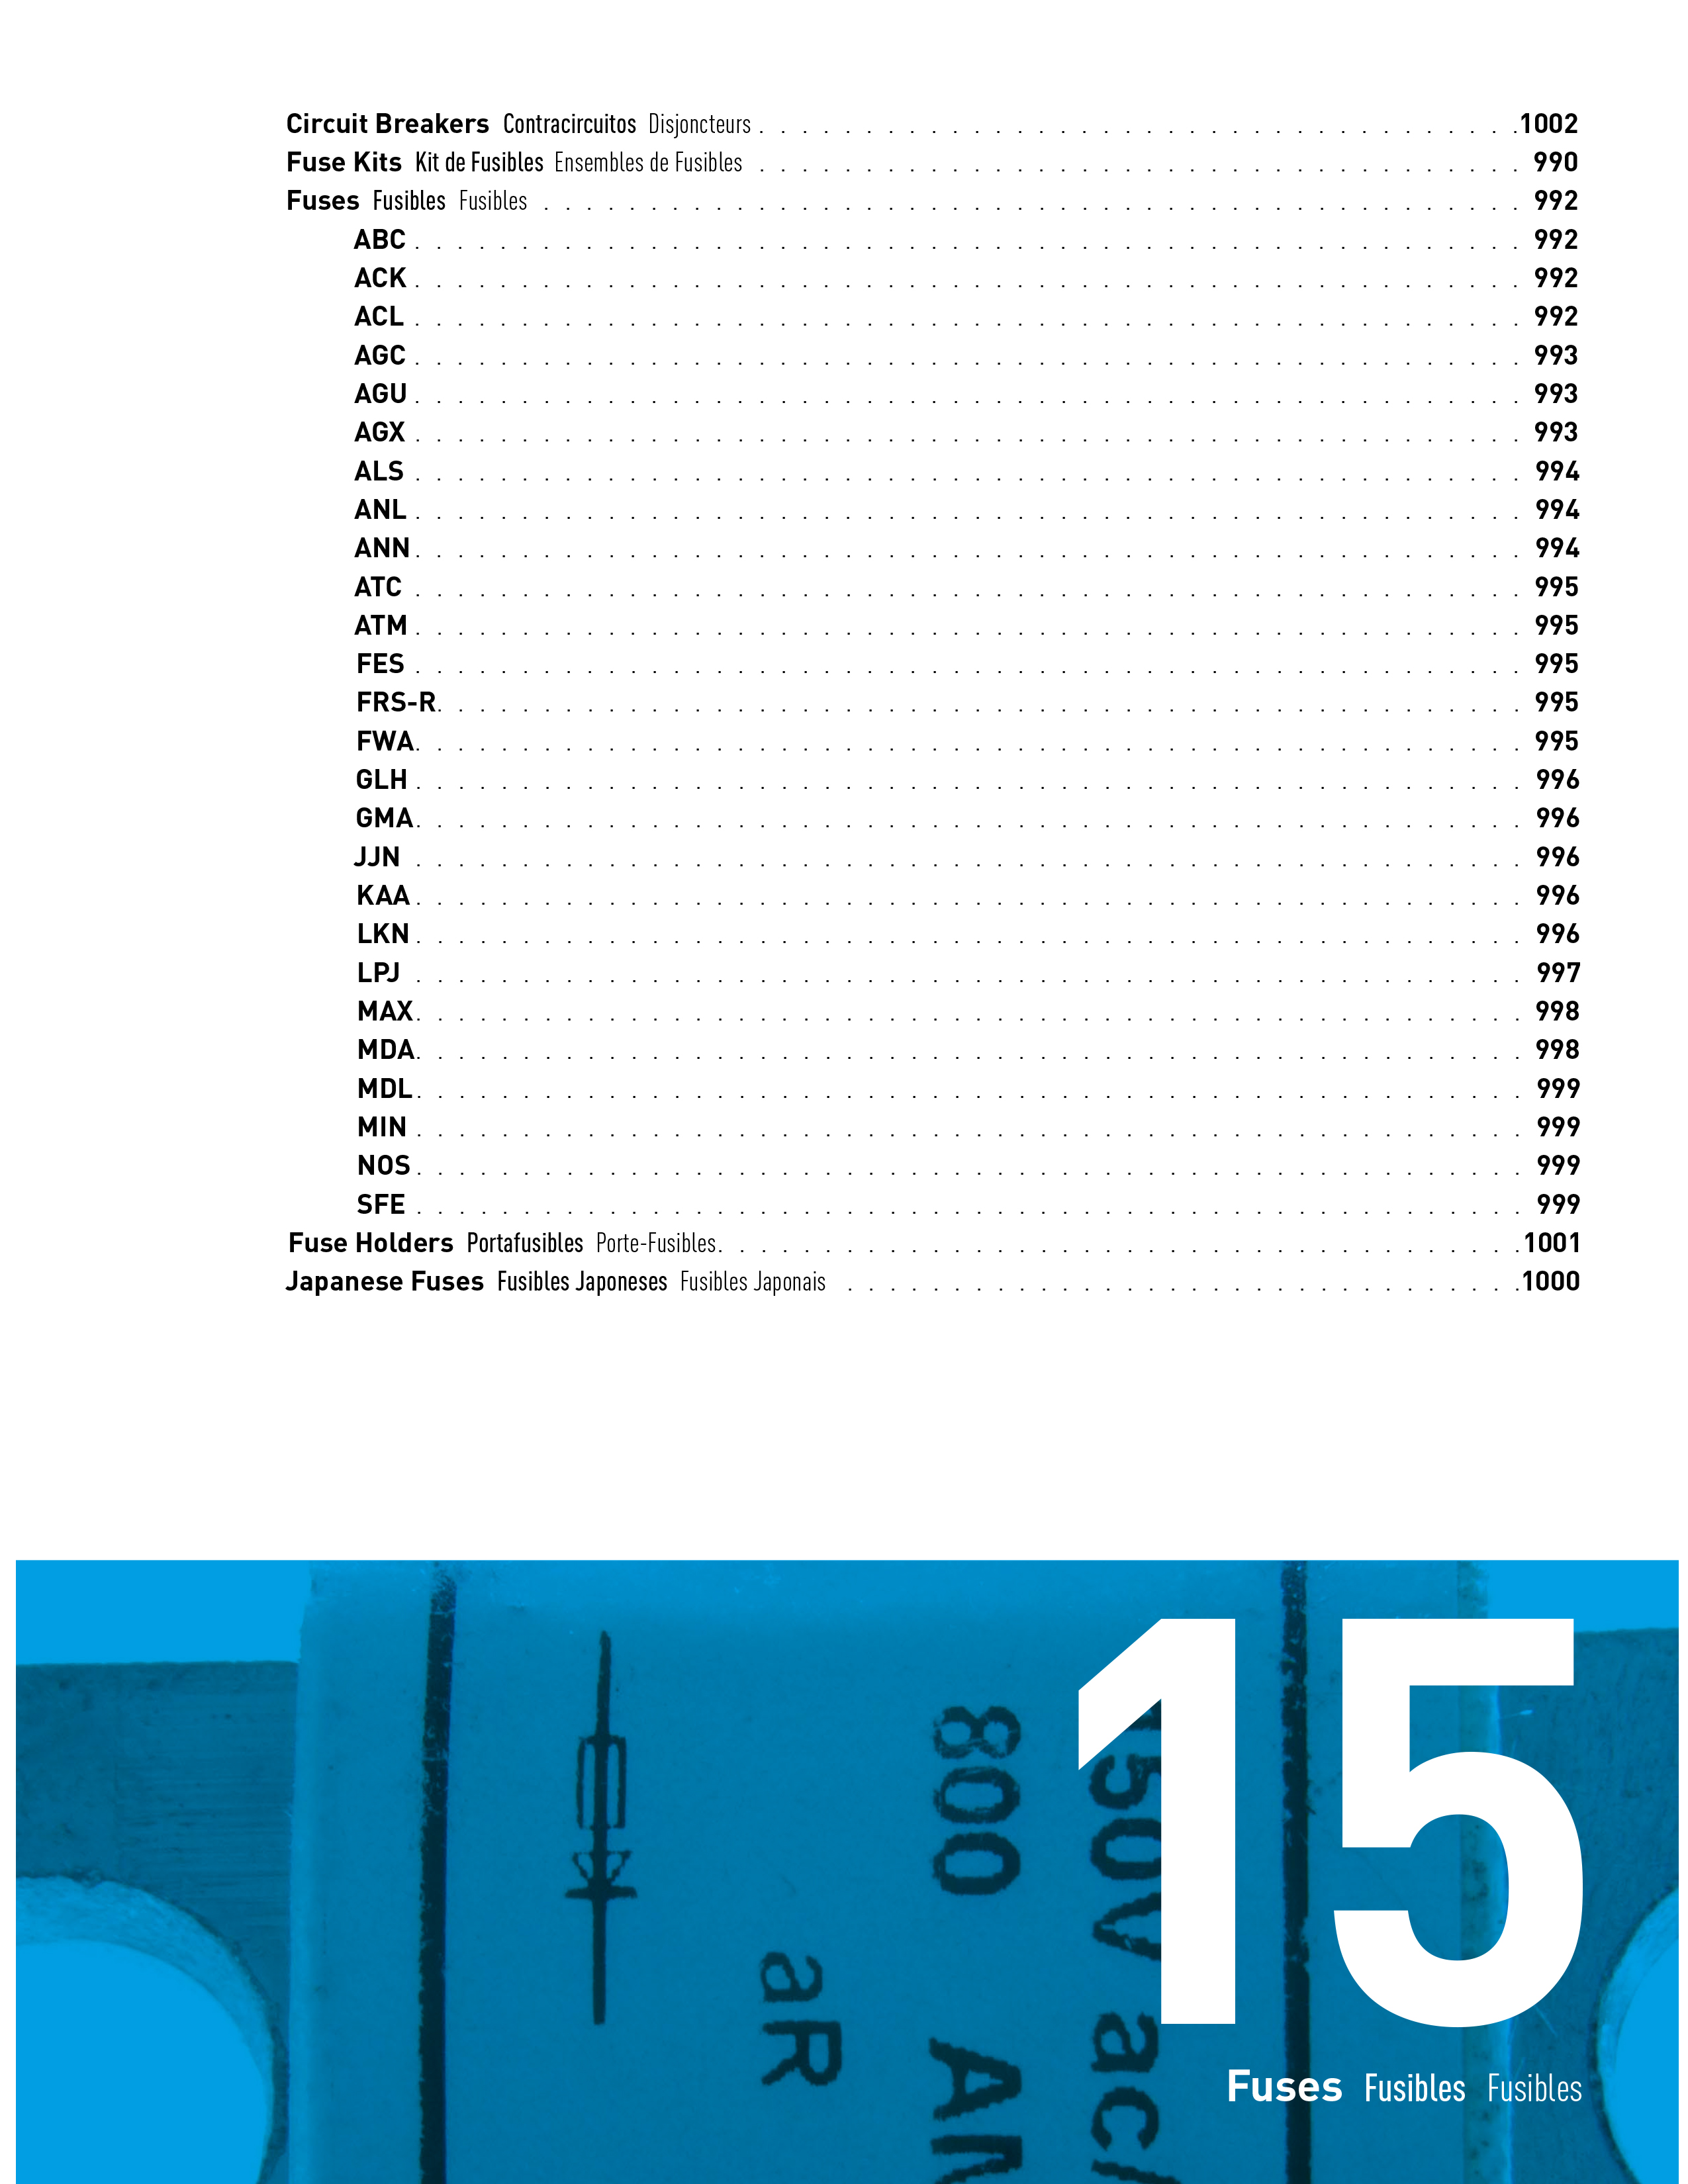 Circuit Breakers Contracircuitos Disjoncteurs . . . . . . . . . . . . . . . . . . . . . . . . . . . . . . . . . . . .1002
Fuse Kits Kit de Fusibles Ensembles de Fusibles . . . . . . . . . . . . . . . . . . . . . . . . . . . . . . . . . . . . 990
Fuses Fusibles Fusibles . . . . . . . . . . . . . . . . . . . . . . . . . . . . . . . . . . . . . . . . . . . . . . 992
ABC . . . . . . . . . . . . . . . . . . . . . . . . . . . . . . . . . . . . . . . . . . . . . . . . . . . . 992
ACK . . . . . . . . . . . . . . . . . . . . . . . . . . . . . . . . . . . . . . . . . . . . . . . . . . . . 992
ACL . . . . . . . . . . . . . . . . . . . . . . . . . . . . . . . . . . . . . . . . . . . . . . . . . . . . 992
AGC . . . . . . . . . . . . . . . . . . . . . . . . . . . . . . . . . . . . . . . . . . . . . . . . . . . . 993
AGU . . . . . . . . . . . . . . . . . . . . . . . . . . . . . . . . . . . . . . . . . . . . . . . . . . . . 993
AGX . . . . . . . . . . . . . . . . . . . . . . . . . . . . . . . . . . . . . . . . . . . . . . . . . . . . 993
ALS . . . . . . . . . . . . . . . . . . . . . . . . . . . . . . . . . . . . . . . . . . . . . . . . . . . . 994
ANL . . . . . . . . . . . . . . . . . . . . . . . . . . . . . . . . . . . . . . . . . . . . . . . . . . . . 994
ANN . . . . . . . . . . . . . . . . . . . . . . . . . . . . . . . . . . . . . . . . . . . . . . . . . . . . 994
ATC . . . . . . . . . . . . . . . . . . . . . . . . . . . . . . . . . . . . . . . . . . . . . . . . . . . . 995
ATM . . . . . . . . . . . . . . . . . . . . . . . . . . . . . . . . . . . . . . . . . . . . . . . . . . . . 995
FES . . . . . . . . . . . . . . . . . . . . . . . . . . . . . . . . . . . . . . . . . . . . . . . . . . . . 995
FRS-R. . . . . . . . . . . . . . . . . . . . . . . . . . . . . . . . . . . . . . . . . . . . . . . . . . . 995
FWA. . . . . . . . . . . . . . . . . . . . . . . . . . . . . . . . . . . . . . . . . . . . . . . . . . . . 995
GLH . . . . . . . . . . . . . . . . . . . . . . . . . . . . . . . . . . . . . . . . . . . . . . . . . . . . 996
GMA. . . . . . . . . . . . . . . . . . . . . . . . . . . . . . . . . . . . . . . . . . . . . . . . . . . . 996
JJN . . . . . . . . . . . . . . . . . . . . . . . . . . . . . . . . . . . . . . . . . . . . . . . . . . . . 996
KAA . . . . . . . . . . . . . . . . . . . . . . . . . . . . . . . . . . . . . . . . . . . . . . . . . . . . 996
LKN . . . . . . . . . . . . . . . . . . . . . . . . . . . . . . . . . . . . . . . . . . . . . . . . . . . . 996
LPJ . . . . . . . . . . . . . . . . . . . . . . . . . . . . . . . . . . . . . . . . . . . . . . . . . . . . 997
MAX. . . . . . . . . . . . . . . . . . . . . . . . . . . . . . . . . . . . . . . . . . . . . . . . . . . . 998
MDA. . . . . . . . . . . . . . . . . . . . . . . . . . . . . . . . . . . . . . . . . . . . . . . . . . . . 998
MDL . . . . . . . . . . . . . . . . . . . . . . . . . . . . . . . . . . . . . . . . . . . . . . . . . . . . 999
MIN . . . . . . . . . . . . . . . . . . . . . . . . . . . . . . . . . . . . . . . . . . . . . . . . . . . . 999
NOS . . . . . . . . . . . . . . . . . . . . . . . . . . . . . . . . . . . . . . . . . . . . . . . . . . . . 999
SFE . . . . . . . . . . . . . . . . . . . . . . . . . . . . . . . . . . . . . . . . . . . . . . . . . . . . 999
Fuse Holders Portafusibles Porte-Fusibles. . . . . . . . . . . . . . . . . . . . . . . . . . . . . . . . . . . . . .1001
Japanese Fuses Fusibles Japoneses Fusibles Japonais . . . . . . . . . . . . . . . . . . . . . . . . . . . . . . . .1000
15
800
aR
Fuses Fusibles Fusibles